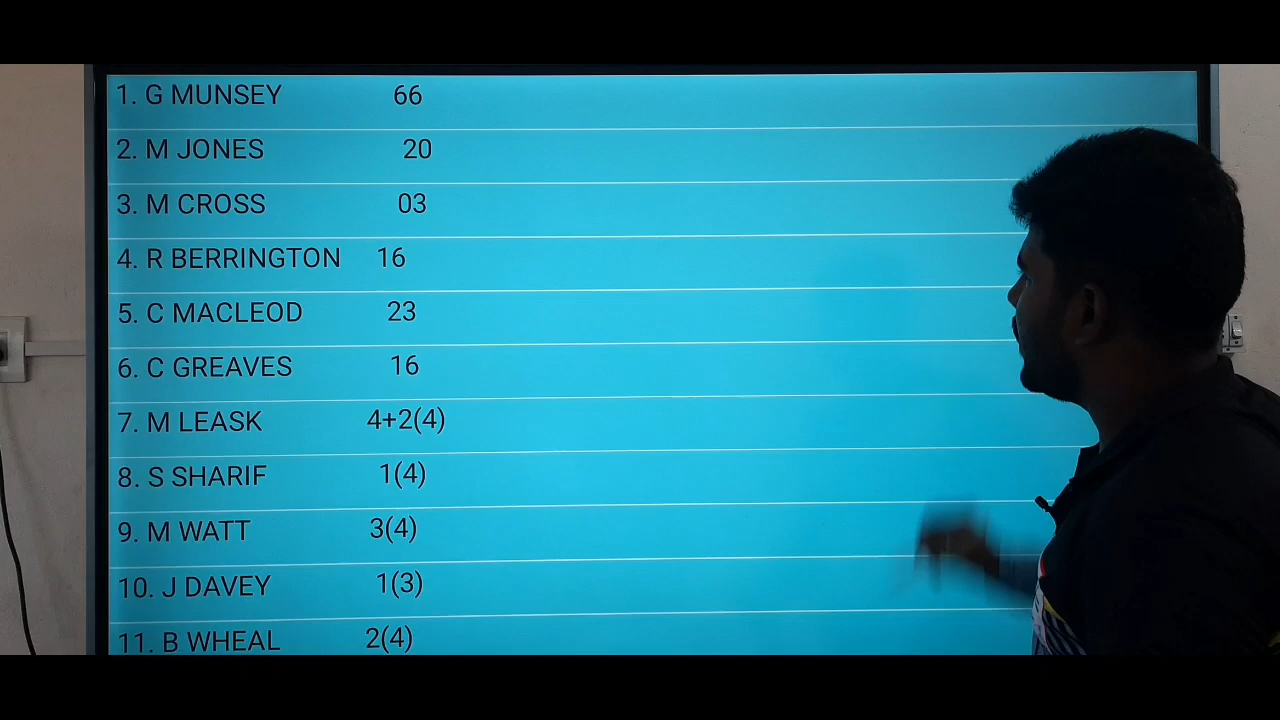 1. G MUNSEY 66
2. M JONES 20
3. M CROSS 03
4. R BERRINGTON 16
5. C MACLEOD 23
6. C GREAVES 16
7. M LEASK 4+2(4)
8. S SHARIF 1(4)
9. M WATT 3(4)
10. J DAVEY 1(3)
11. B WHEAL 2(4)